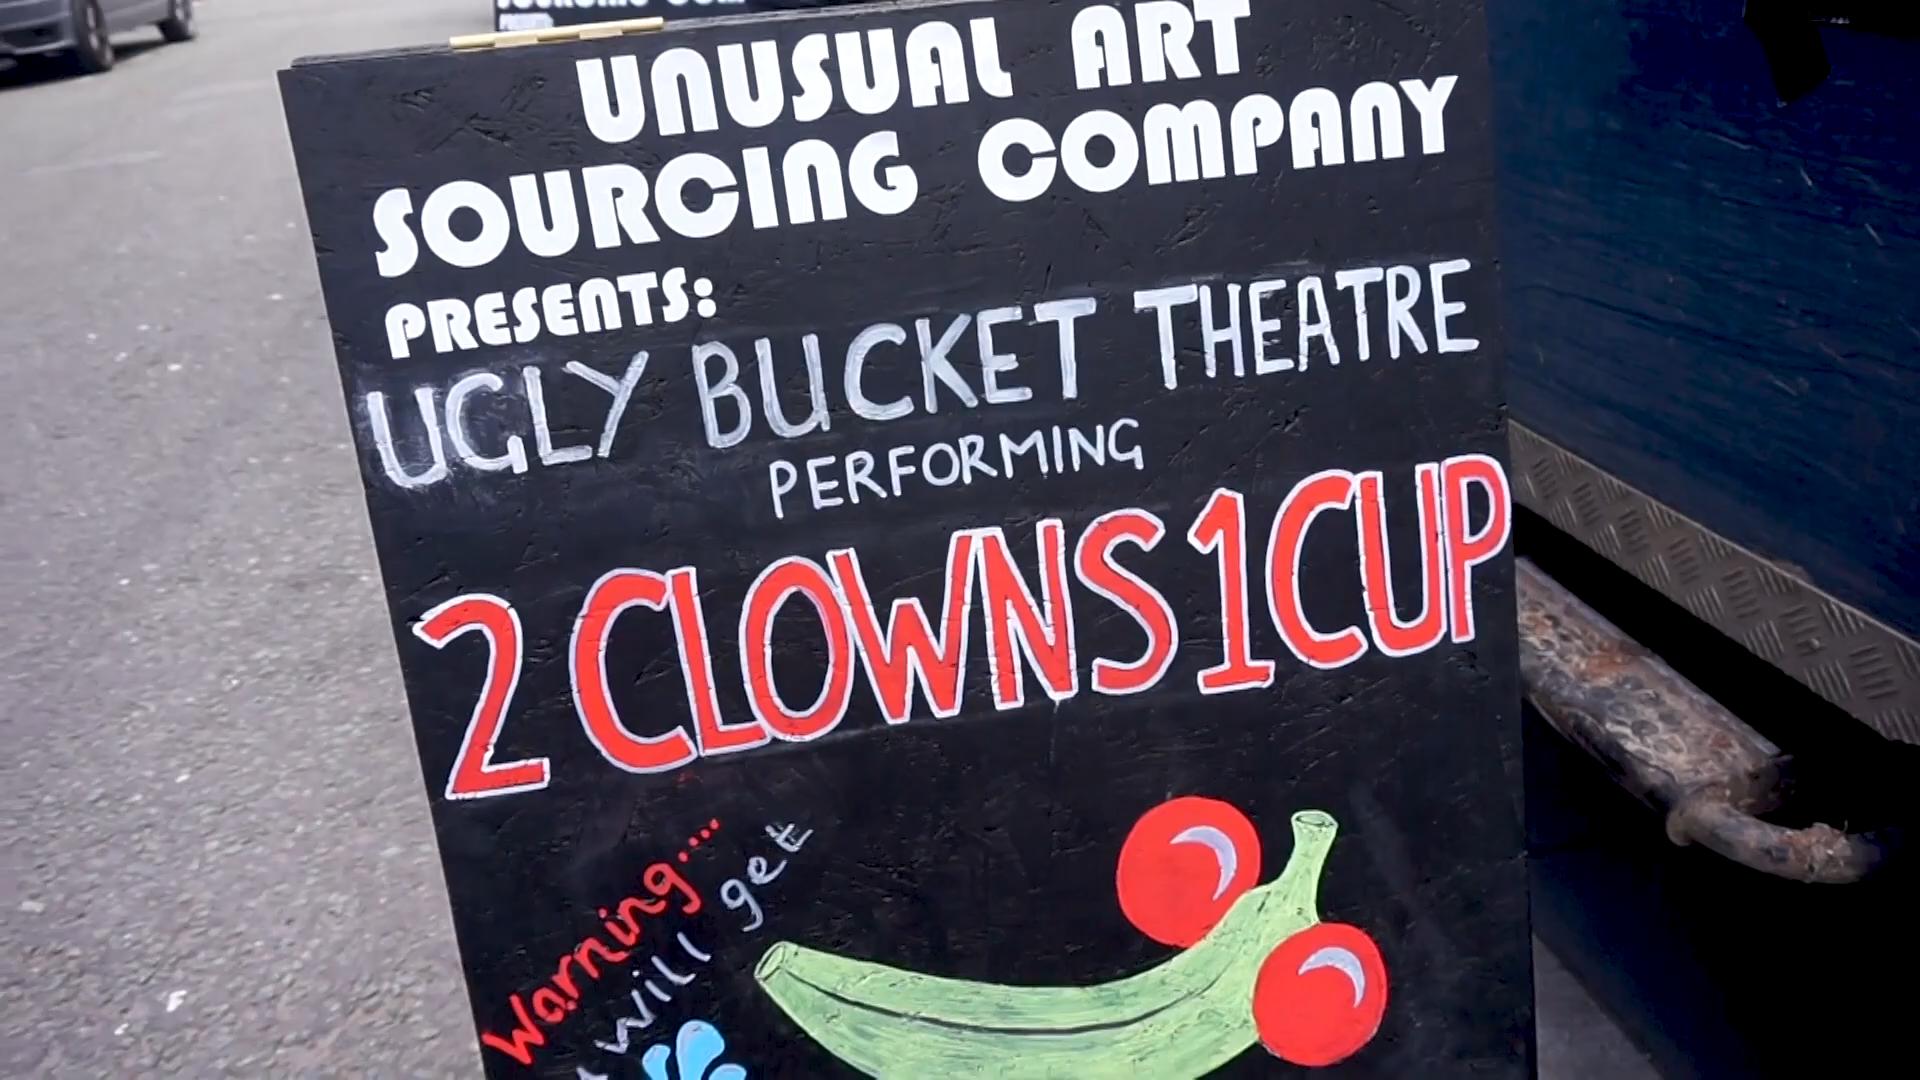 UNUSUAL ART
SOURCING COMPANY
PRESENTS:
UGLY BUCKET THEATRE
PERFORMING
2 CLOWNS 1 CUP
Warning....
will get